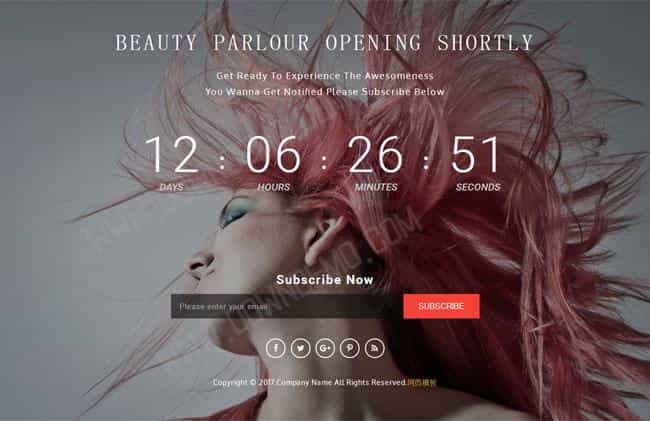 BEAUTY PARLOUR OPENING SHORTLY
Get Ready To Experience The Awesomeness
You Wanna Get Notified Please Subscribe Below
12 : 06 : 26 : 51
DAYS HOURS MINUTES SECONDS
Subscribe Now
Please enter your email SUBSCRIBE
Copyright © 2017.Company Name All Rights Reserved.网页模板